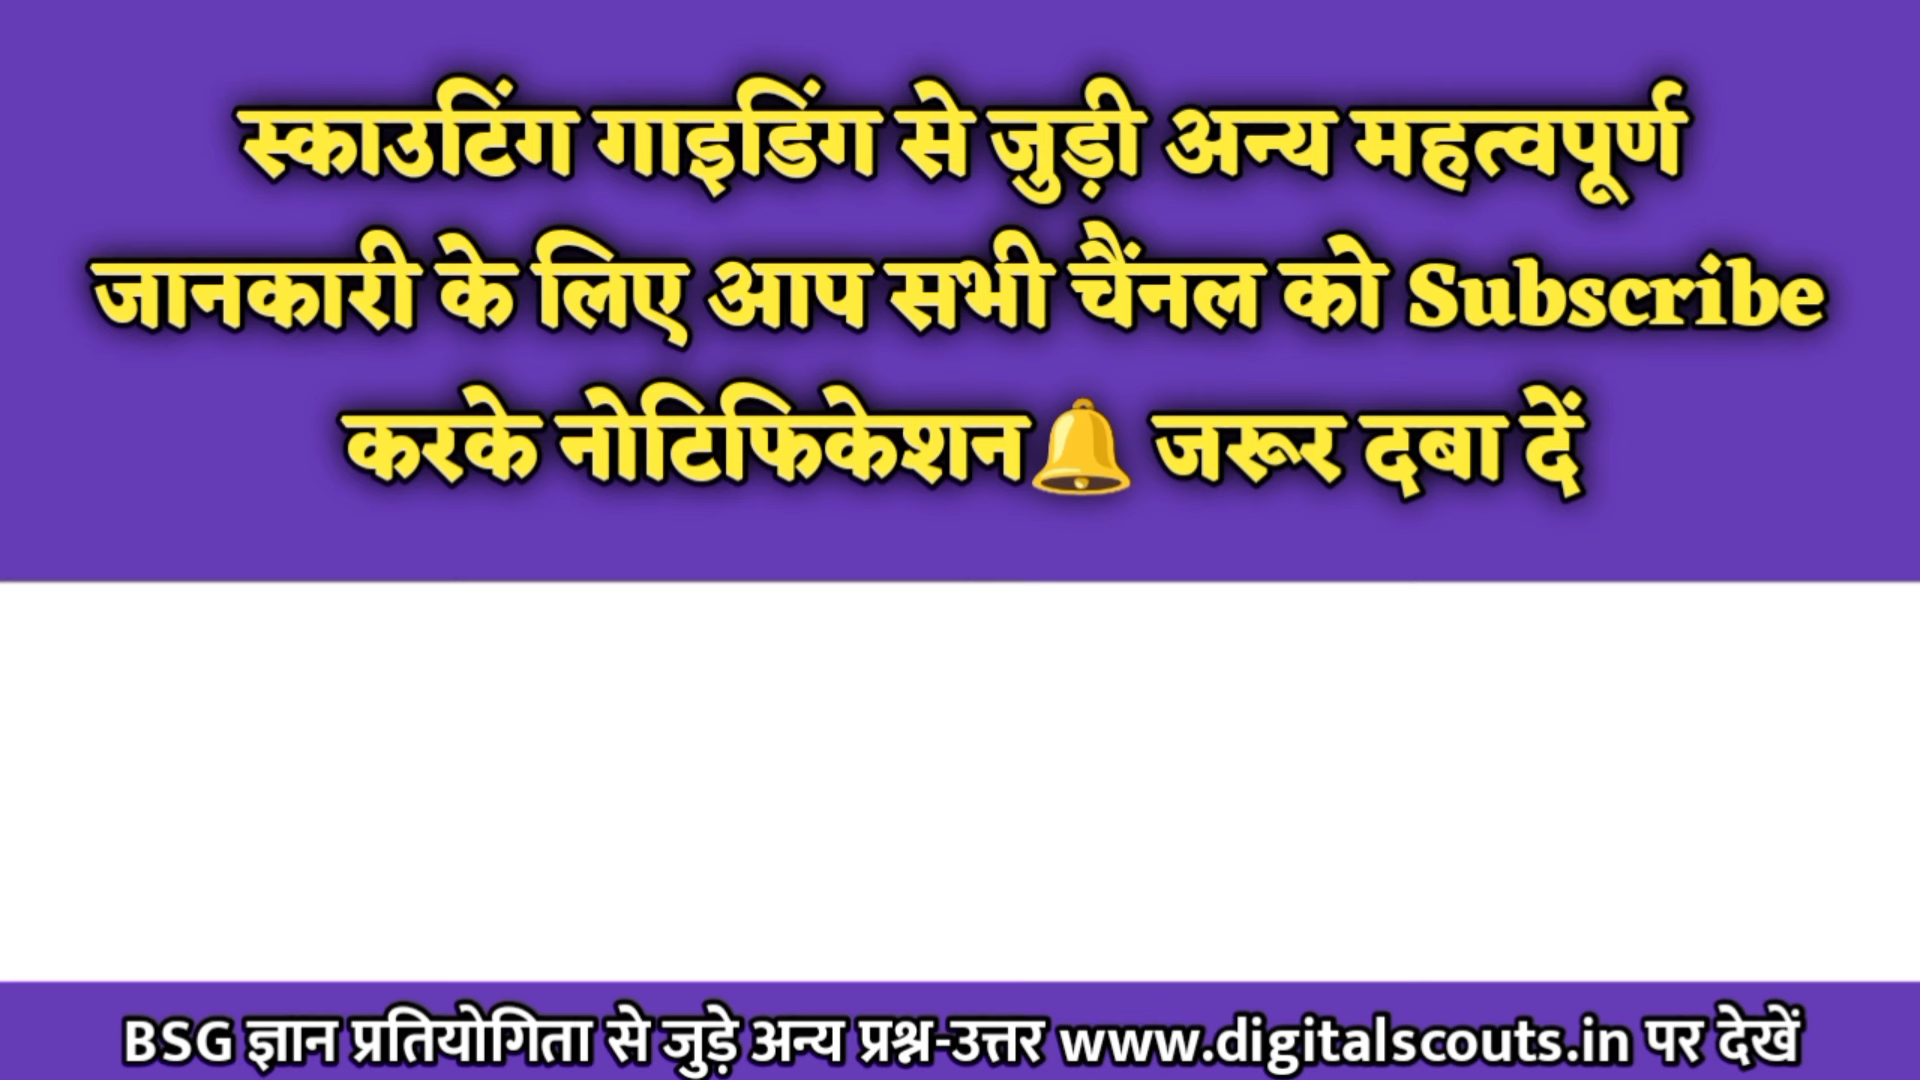 स्काउटिंग गाइडिंग से जुड़ी अन्य महत्वपूर्ण
जानकारी के लिए आप सभी चैंनल को Subscribe
करके नोटिफिकेशन🔔 जरूर दबा दें
BSG ज्ञान प्रतियोगिता से जुड़े अन्य प्रश्न-उत्तर www.digitalscouts.in पर देखें